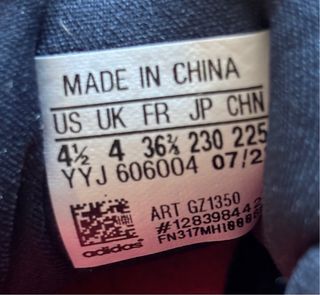 MADE IN CHINA
US UK FR JP CHN
4½ 4 36⅔ 230 225
YYJ 606004 07/2
ART GZ1350
#128398442
adidas